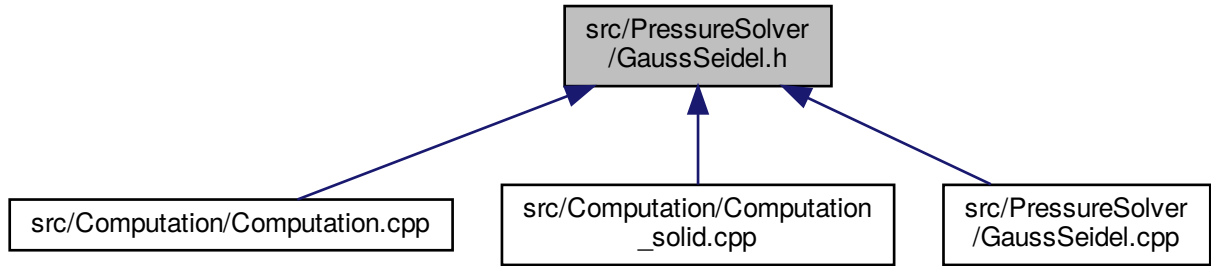 src/PressureSolver
/GaussSeidel.h
src/Computation/Computation.cpp
src/Computation/Computation
_solid.cpp
src/PressureSolver
/GaussSeidel.cpp